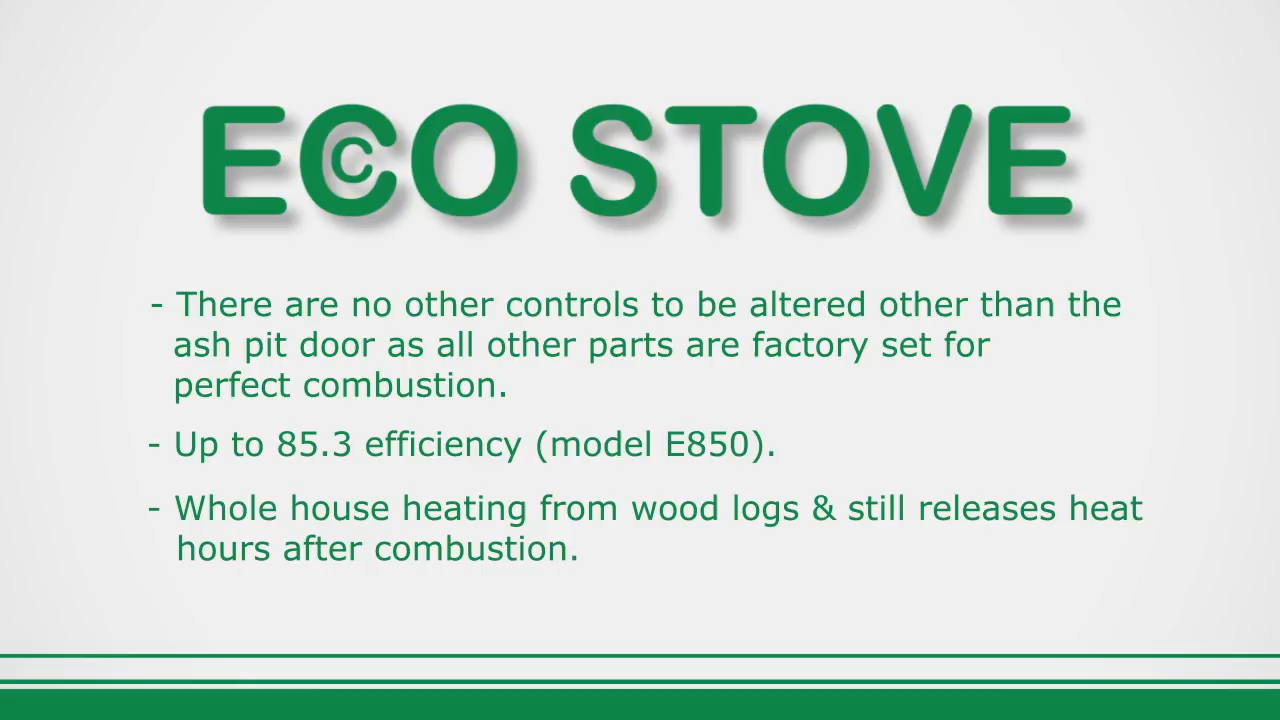 ECO STOVE
- There are no other controls to be altered other than the
ash pit door as all other parts are factory set for
perfect combustion.
- Up to 85.3 efficiency (model E850).
- Whole house heating from wood logs & still releases heat
hours after combustion.